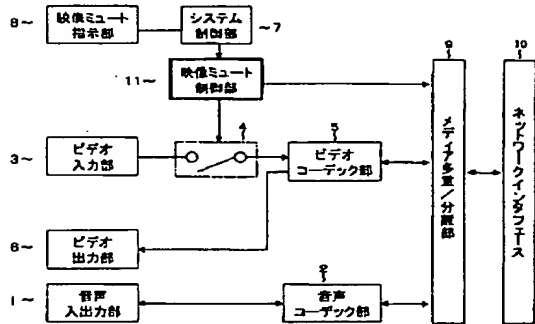 8～
映像ミュート
指示部
システム
制御部
～7
11～
映像ミュート
制御部
9
10
3～
ビデオ
入力部
4
5
ビデオ
コーデック部
メディア多重/分離部
ネットワークインタフェース
6～
ビデオ
出力部
1～
音声
入出力部
2
音声
コーデック部